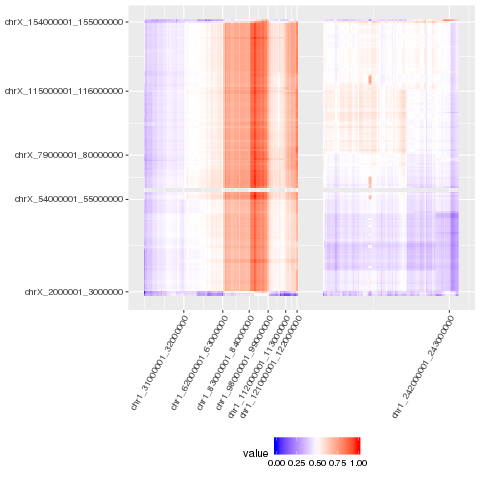 chrX_154000001_155000000
chrX_115000001_116000000
chrX_79000001_80000000
chrX_54000001_55000000
chrX_2000001_3000000
chr1_31000001_32000000
chr1_62000001_63000000
chr1_83000001_84000000
chr1_98000001_99000000
chr1_112000001_113000000
chr1_121000001_122000000
chr1_242000001_243000000
value
0.00 0.25 0.50 0.75 1.00